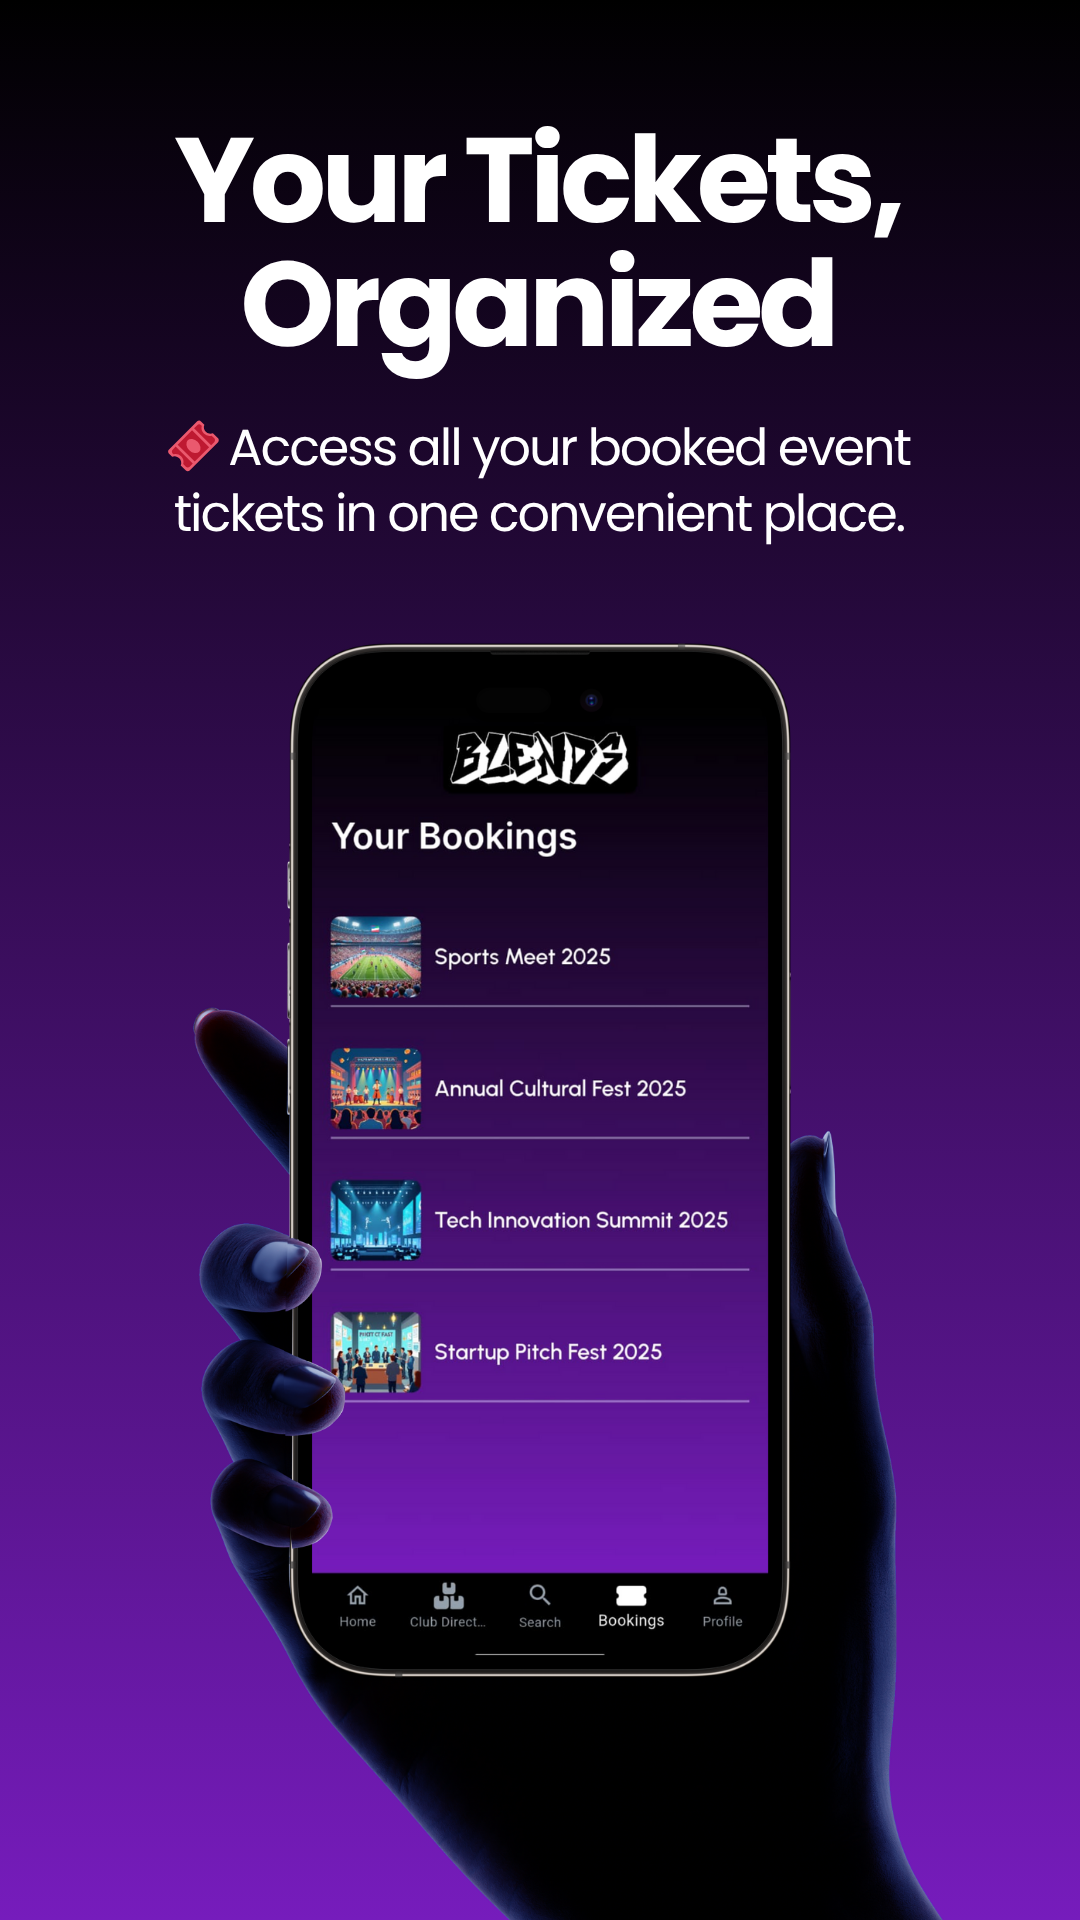 Your Tickets,
Organized
🎟️ Access all your booked event
tickets in one convenient place.
BLENDS
Your Bookings
Sports Meet 2025
Annual Cultural Fest 2025
Tech Innovation Summit 2025
Startup Pitch Fest 2025
Home
Club Direct...
Search
Bookings
Profile